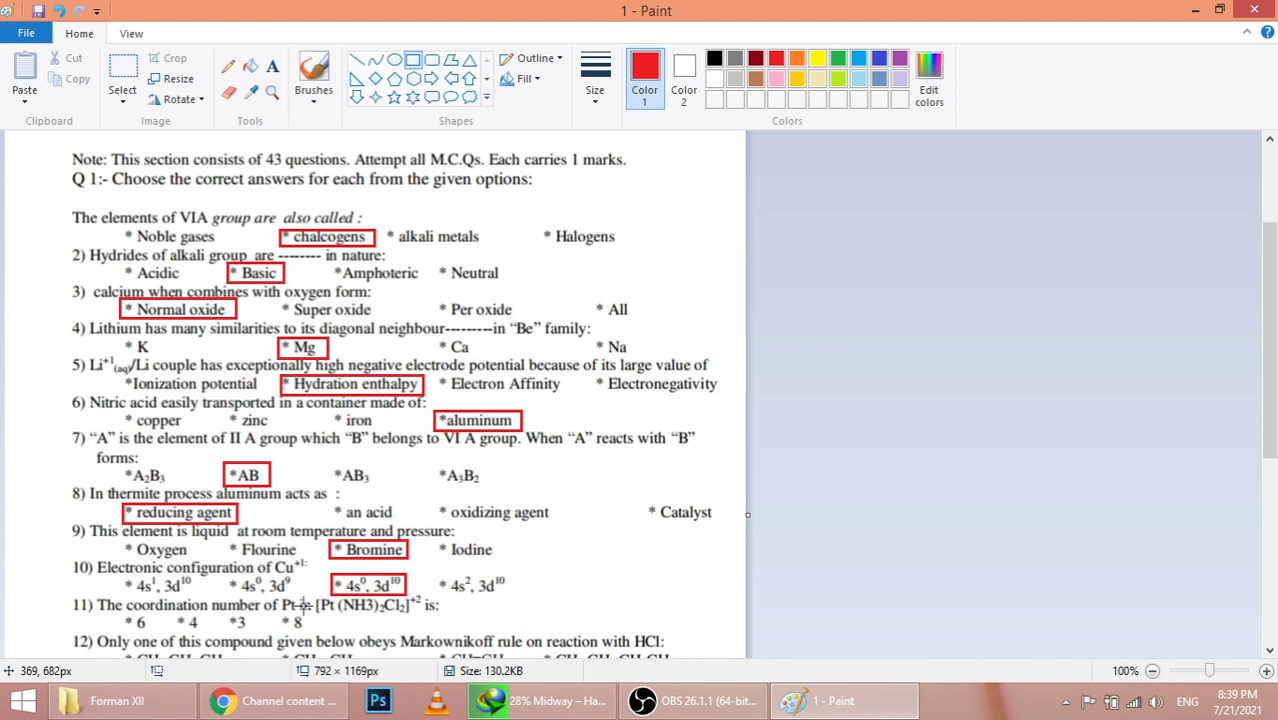 1 - Paint
File Home View
Paste
Cut
Copy
Clipboard
Select
Crop
Resize
Rotate
Image
A
Tools
Brushes
Outline
Fill
Shapes
Size
Color 1
Color 2
Edit colors
Colors
Note: This section consists of 43 questions. Attempt all M.C.Qs. Each carries 1 marks.
Q 1:- Choose the correct answers for each from the given options:
The elements of VIA group are also called :
* Noble gases * chalcogens * alkali metals * Halogens
2) Hydrides of alkali group are -------- in nature:
* Acidic * Basic *Amphoteric * Neutral
3) calcium when combines with oxygen form:
* Normal oxide * Super oxide * Per oxide * All
4) Lithium has many similarities to its diagonal neighbour---------in “Be” family:
* K * Mg * Ca * Na
5) Li⁺¹₍aq₎/Li couple has exceptionally high negative electrode potential because of its large value of
*Ionization potential * Hydration enthalpy * Electron Affinity * Electronegativity
6) Nitric acid easily transported in a container made of:
* copper * zinc * iron *aluminum
7) “A” is the element of II A group which “B” belongs to VI A group. When “A” reacts with “B”
forms:
*A₂B₃ *AB *AB₃ *A₃B₂
8) In thermite process aluminum acts as :
* reducing agent * an acid * oxidizing agent * Catalyst
9) This element is liquid at room temperature and pressure:
* Oxygen * Flourine * Bromine * Iodine
10) Electronic configuration of Cu⁺¹:
* 4s¹, 3d¹⁰ * 4s⁰, 3d⁹ * 4s⁰, 3d¹⁰ * 4s², 3d¹⁰
11) The coordination number of Pt [Pt (NH3)₂Cl₂]⁺² is:
* 6 * 4 *3 * 8
12) Only one of this compound given below obeys Markownikoff rule on reaction with HCl:
369, 682px
792 × 1169px
Size: 130.2KB
100%
Forman XII
Channel content ...
Ps
28% Midway – Ha...
OBS 26.1.1 (64-bit...
1 - Paint
ENG
8:39 PM
7/21/2021